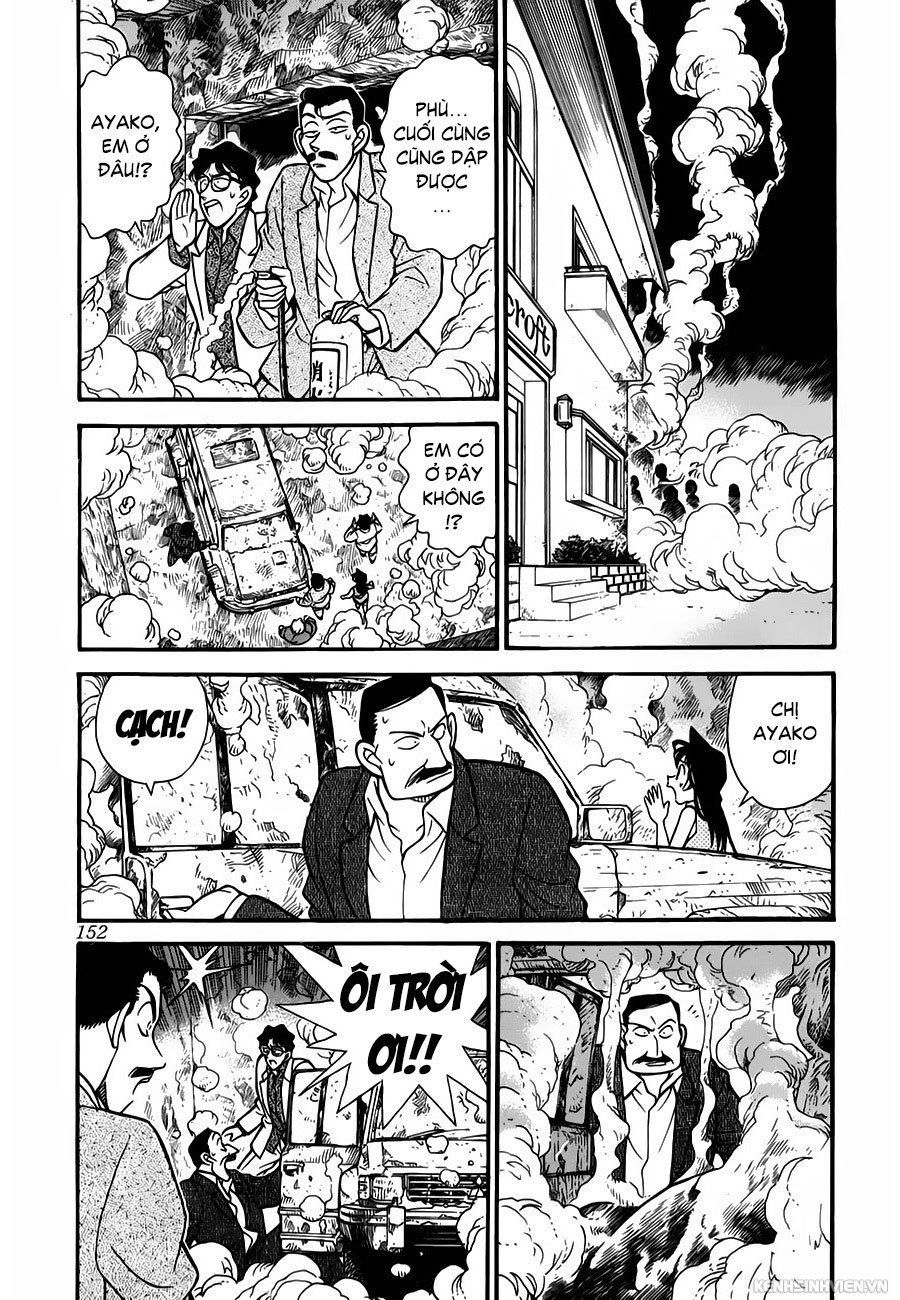 croft
PHÙ...
CUỐI CÙNG
CŨNG DẬP
ĐƯỢC
...
AYAKO,
EM Ở
ĐÂU!?
消
EM CÓ
Ở ĐÂY
KHÔNG
!?
CHỊ
AYAKO
ƠI!
CẠCH!
152
ÔI TRỜI
ƠI!!
KENHSINHVIEN.VN